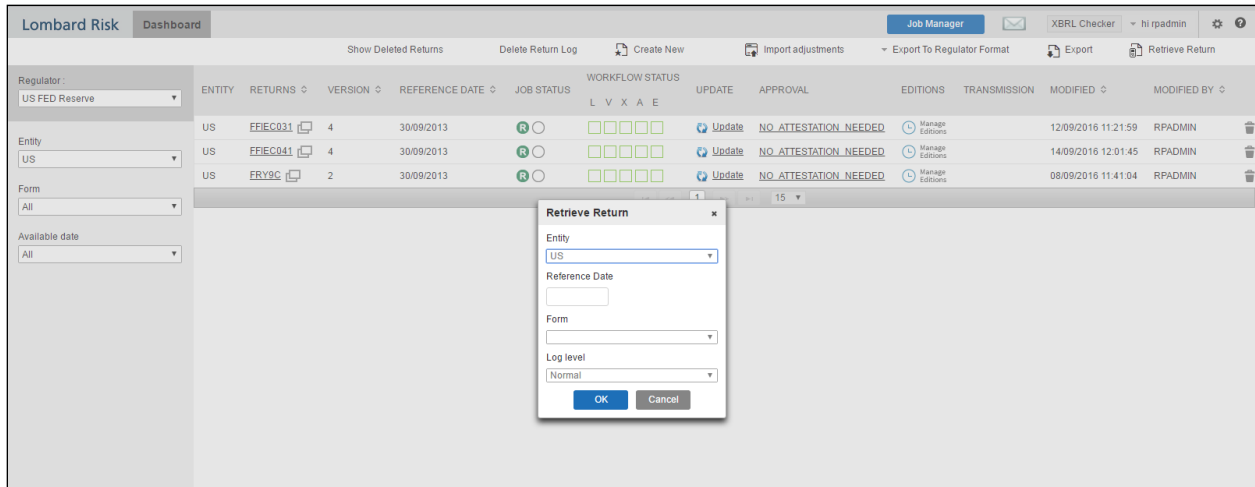 Lombard Risk Dashboard Job Manager XBRL Checker hi rpadmin
Show Deleted Returns Delete Return Log Create New Import adjustments Export To Regulator Format Export Retrieve Return
Regulator :
US FED Reserve
Entity
US
Form
All
Available date
All
WORKFLOW STATUS
ENTITY RETURNS VERSION REFERENCE DATE JOB STATUS UPDATE APPROVAL EDITIONS TRANSMISSION MODIFIED MODIFIED BY
L V X A E
US FFIEC031 4 30/09/2013 R Update NO_ATTESTATION_NEEDED Manage Editions 12/09/2016 11:21:59 RPADMIN
US FFIEC041 4 30/09/2013 R Update NO_ATTESTATION_NEEDED Manage Editions 14/09/2016 12:01:45 RPADMIN
US FRY9C 2 30/09/2013 R Update NO_ATTESTATION_NEEDED Manage Editions 08/09/2016 11:41:04 RPADMIN
1 15
Retrieve Return
Entity
US
Reference Date
Form
Log level
Normal
OK Cancel